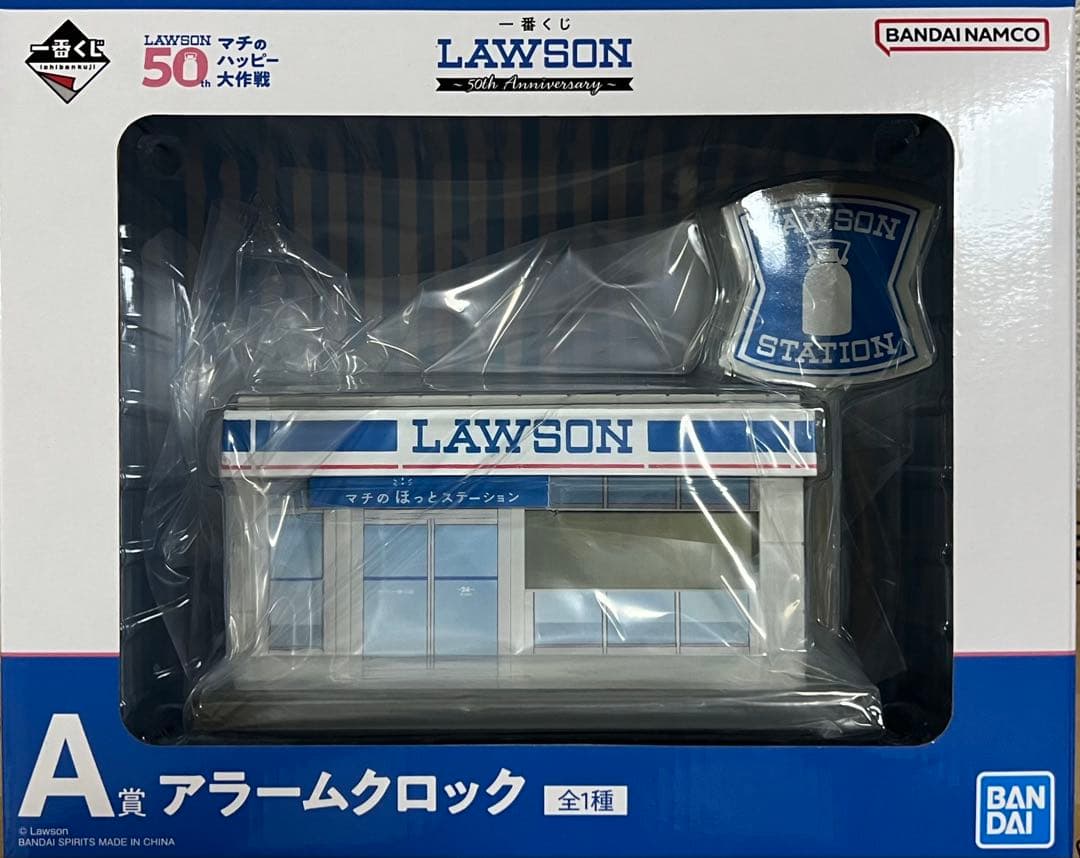 一番くじ
ichibankuji
LAWSON
50th
マチの
ハッピー
大作戦
一番くじ
LAWSON
~50th Anniversary~
BANDAI NAMCO
LAWSON
STATION
LAWSON
マチの ほっとステーション
A賞 アラームクロック 全1種
© Lawson
BANDAI SPIRITS MADE IN CHINA
BAN
DAI